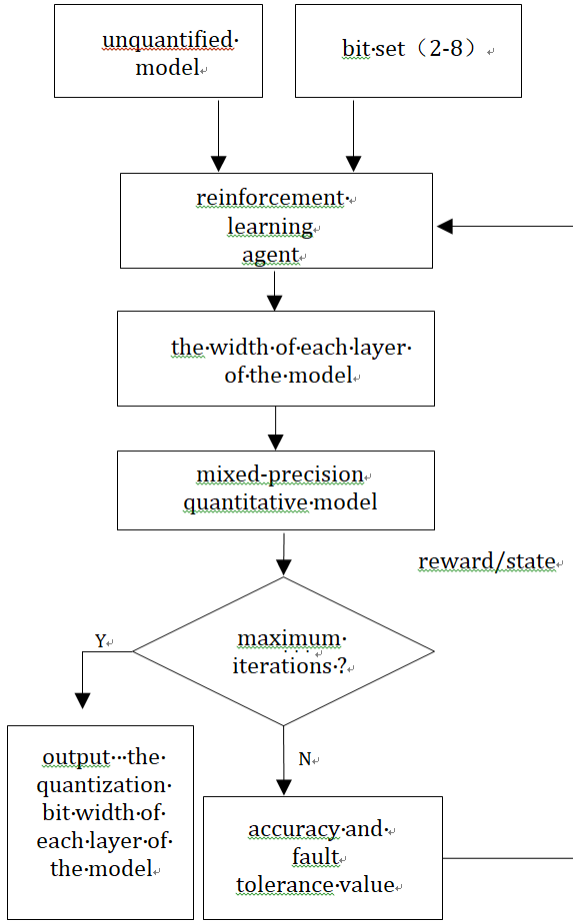 unquantified
model
bit set（2-8）
reinforcement
learning
agent
the width of each layer
of the model
mixed-precision
quantitative model
reward/state
maximum
iterations ?
Y
N
output the
quantization
bit width of
each layer of
the model
accuracy and
fault
tolerance value